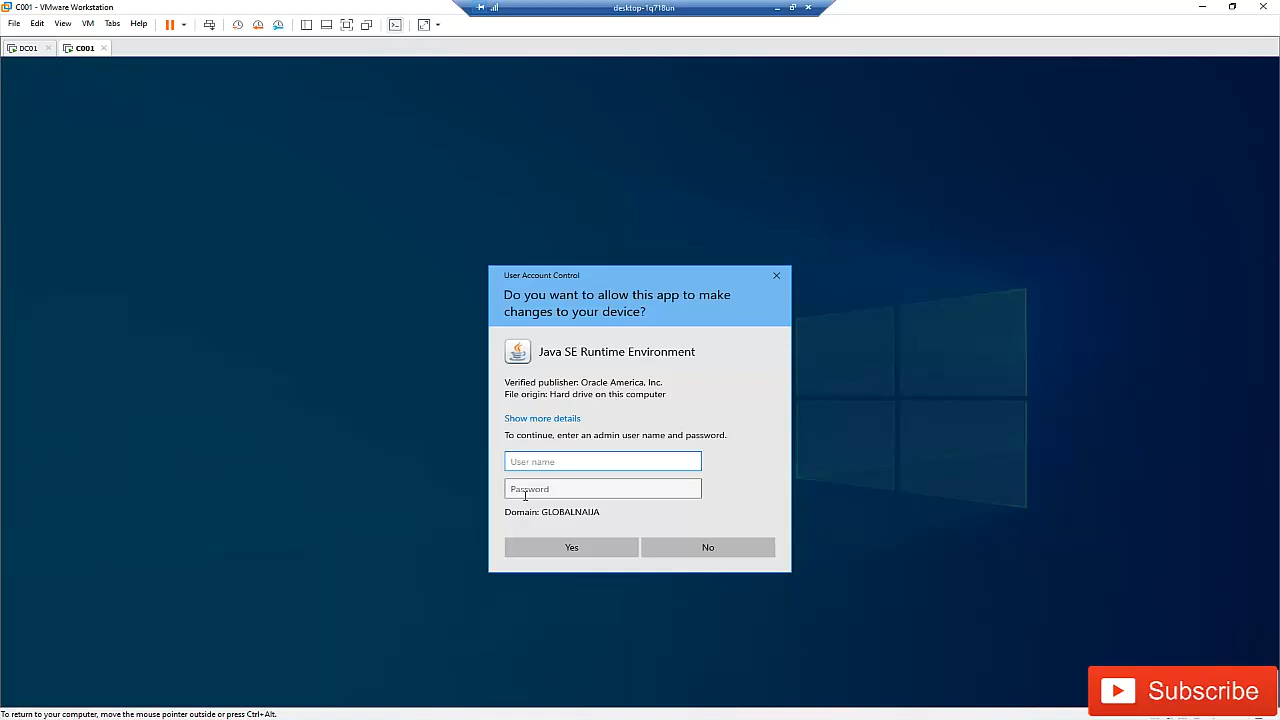 C001 - VMware Workstation
desktop-1q718un
File Edit View VM Tabs Help
DC01
C001
User Account Control
Do you want to allow this app to make
changes to your device?
Java SE Runtime Environment
Verified publisher: Oracle America, Inc.
File origin: Hard drive on this computer
Show more details
To continue, enter an admin user name and password.
User name
Password
Domain: GLOBALNAIJA
Yes
No
Subscribe
To return to your computer, move the mouse pointer outside or press Ctrl+Alt.